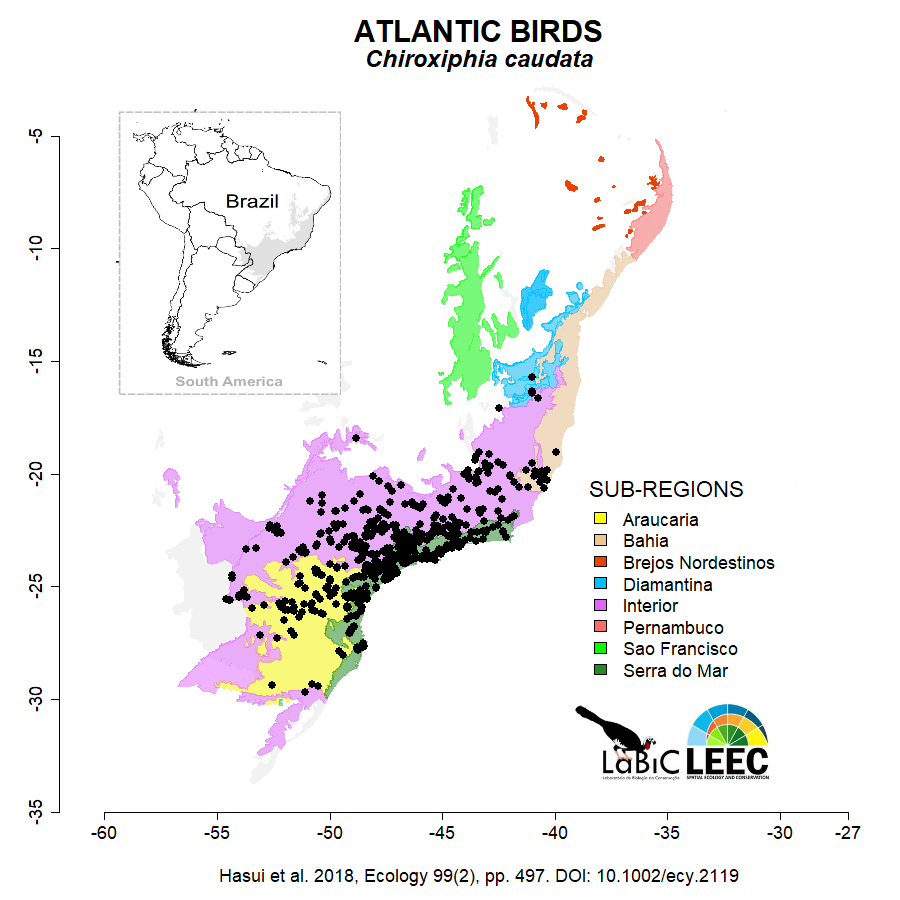 ATLANTIC BIRDS
Chiroxiphia caudata
Brazil
South America
-5
-10
-15
-20
-25
-30
-35
SUB-REGIONS
Araucaria
Bahia
Brejos Nordestinos
Diamantina
Interior
Pernambuco
Sao Francisco
Serra do Mar
LaBiC
Laboratório de Biologia da Conservação
LEEC
SPATIAL ECOLOGY AND CONSERVATION
-60
-55
-50
-45
-40
-35
-30
-27
Hasui et al. 2018, Ecology 99(2), pp. 497. DOI: 10.1002/ecy.2119